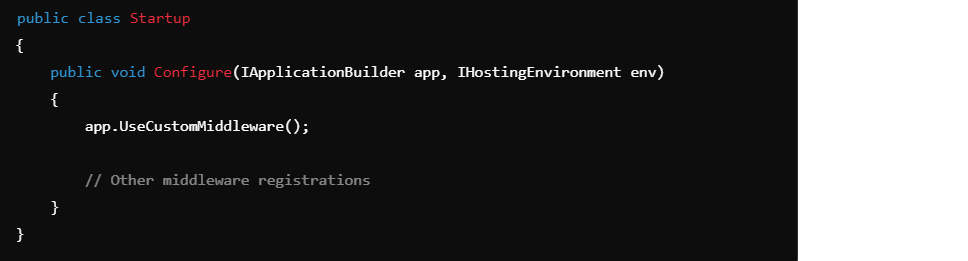 public class Startup
{
    public void Configure(IApplicationBuilder app, IHostingEnvironment env)
    {
        app.UseCustomMiddleware();
        // Other middleware registrations
    }
}